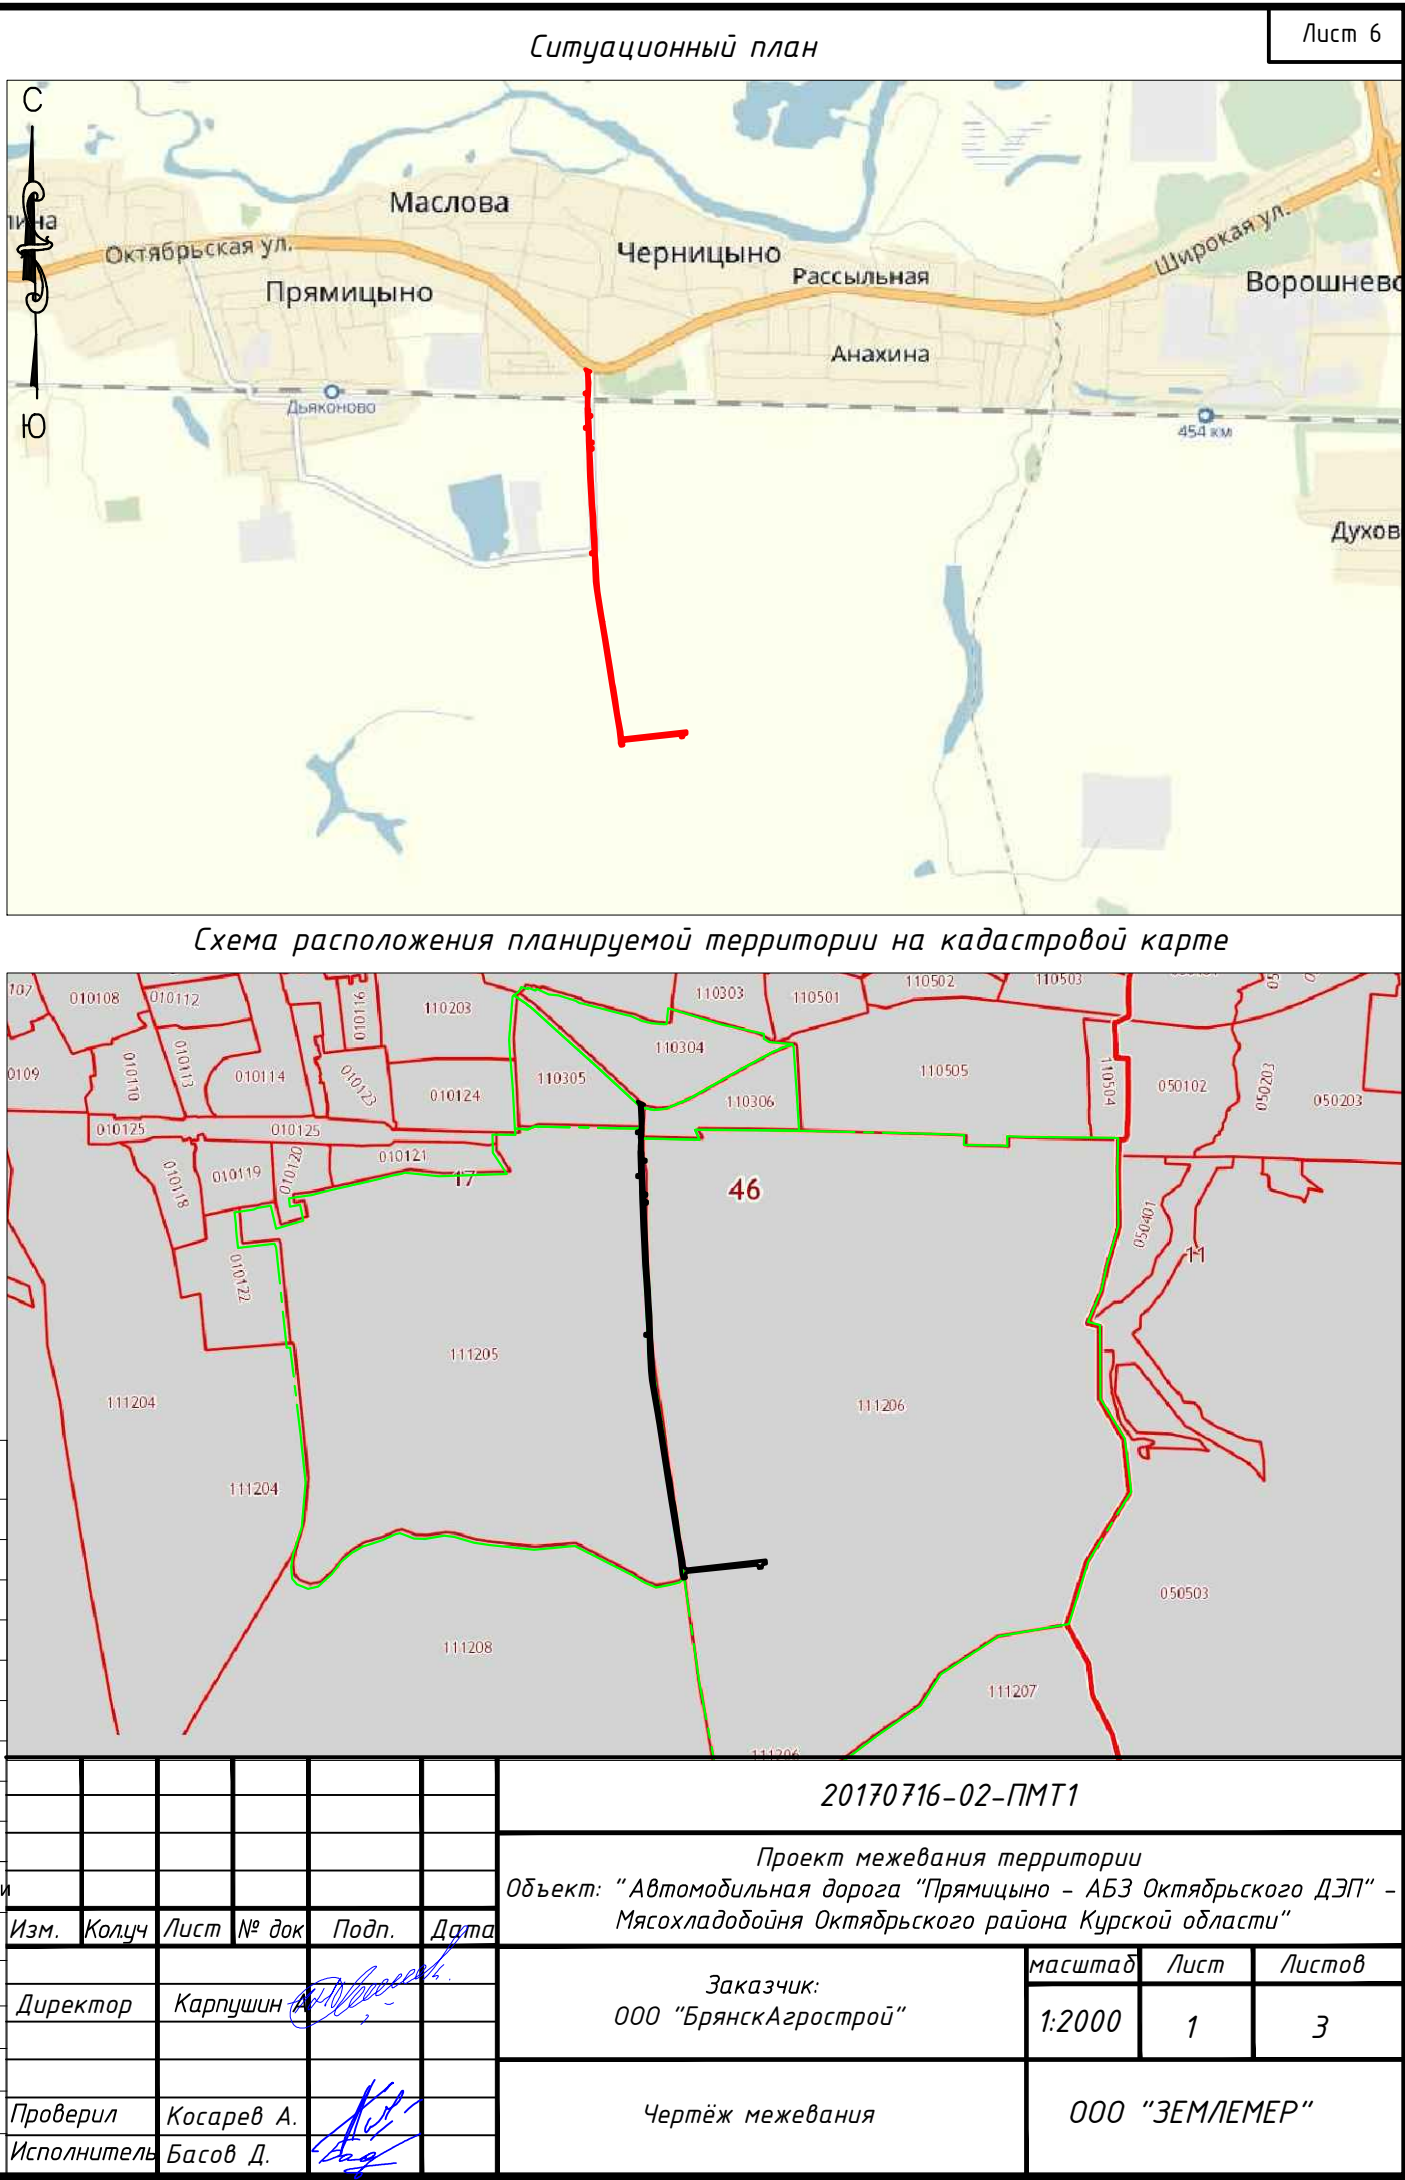 Лист 6
Ситуационный план
С
Маслова
Октябрьская ул.
Черницыно
Широкая ул.
Рассыльная
Прямицыно
Ворошнево
Анахина
Дьяконово
Ю
454 км
Духов
Схема расположения планируемой территории на кадастровой карте
107
010108
010112
010116
110203
110303
110501
110502
110503
0109
010110
010113
010114
010123
010124
110305
110304
110306
110505
110504
050102
050203
050203
010125
010125
010118
010119
010120
010121
17
46
050401
11
010122
111205
111204
111206
111204
050503
111208
111207
111206
20170716-02-ПМТ1
Проект межевания территории
Объект: "Автомобильная дорога "Прямицыно - АБЗ Октябрьского ДЭП" -
Мясохладобойня Октябрьского района Курской области"
Изм. Кол.уч Лист № док Подп. Дата
Заказчик:
ООО "БрянскАгрострой"
масштаб Лист Листов
1:2000 1 3
Директор Карпушин А
Проверил Косарев А.
Исполнитель Басов Д.
Чертёж межевания
ООО "ЗЕМЛЕМЕР"